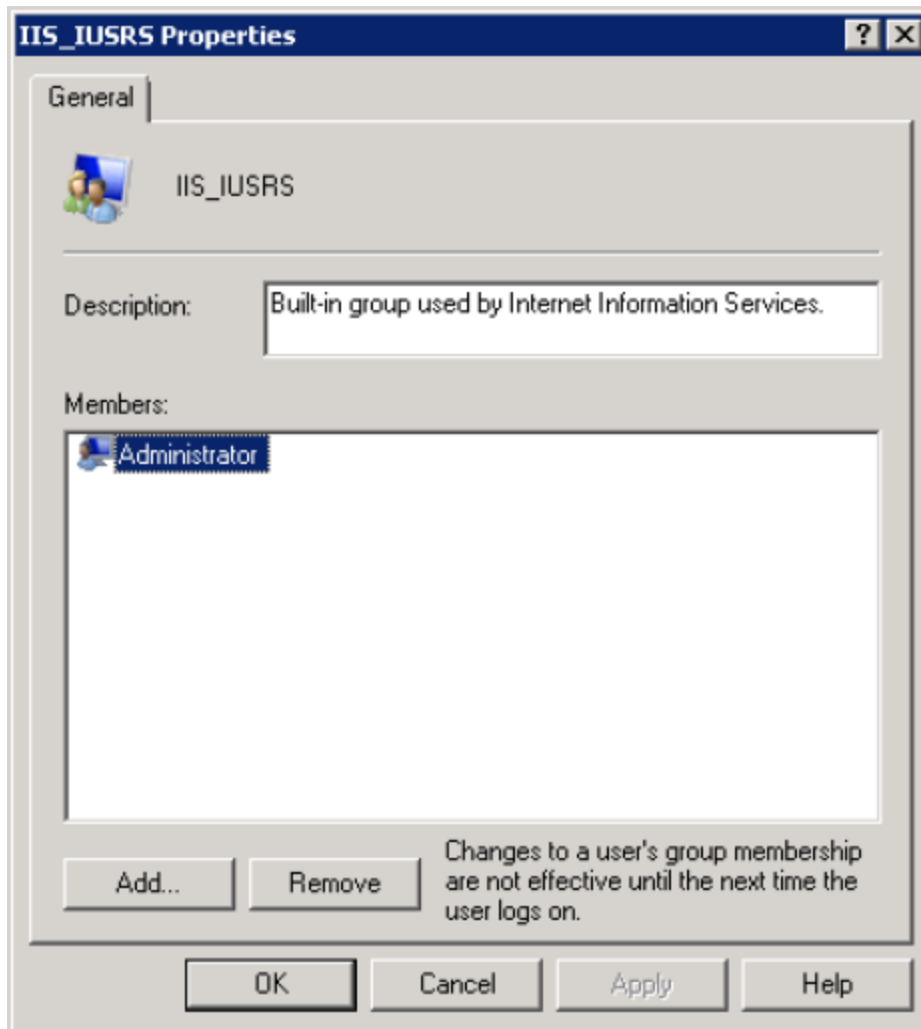 IIS_IUSRS Properties
General
IIS_IUSRS
Description:
Built-in group used by Internet Information Services.
Members:
Administrator
Add...
Remove
Changes to a user's group membership
are not effective until the next time the
user logs on.
OK
Cancel
Apply
Help